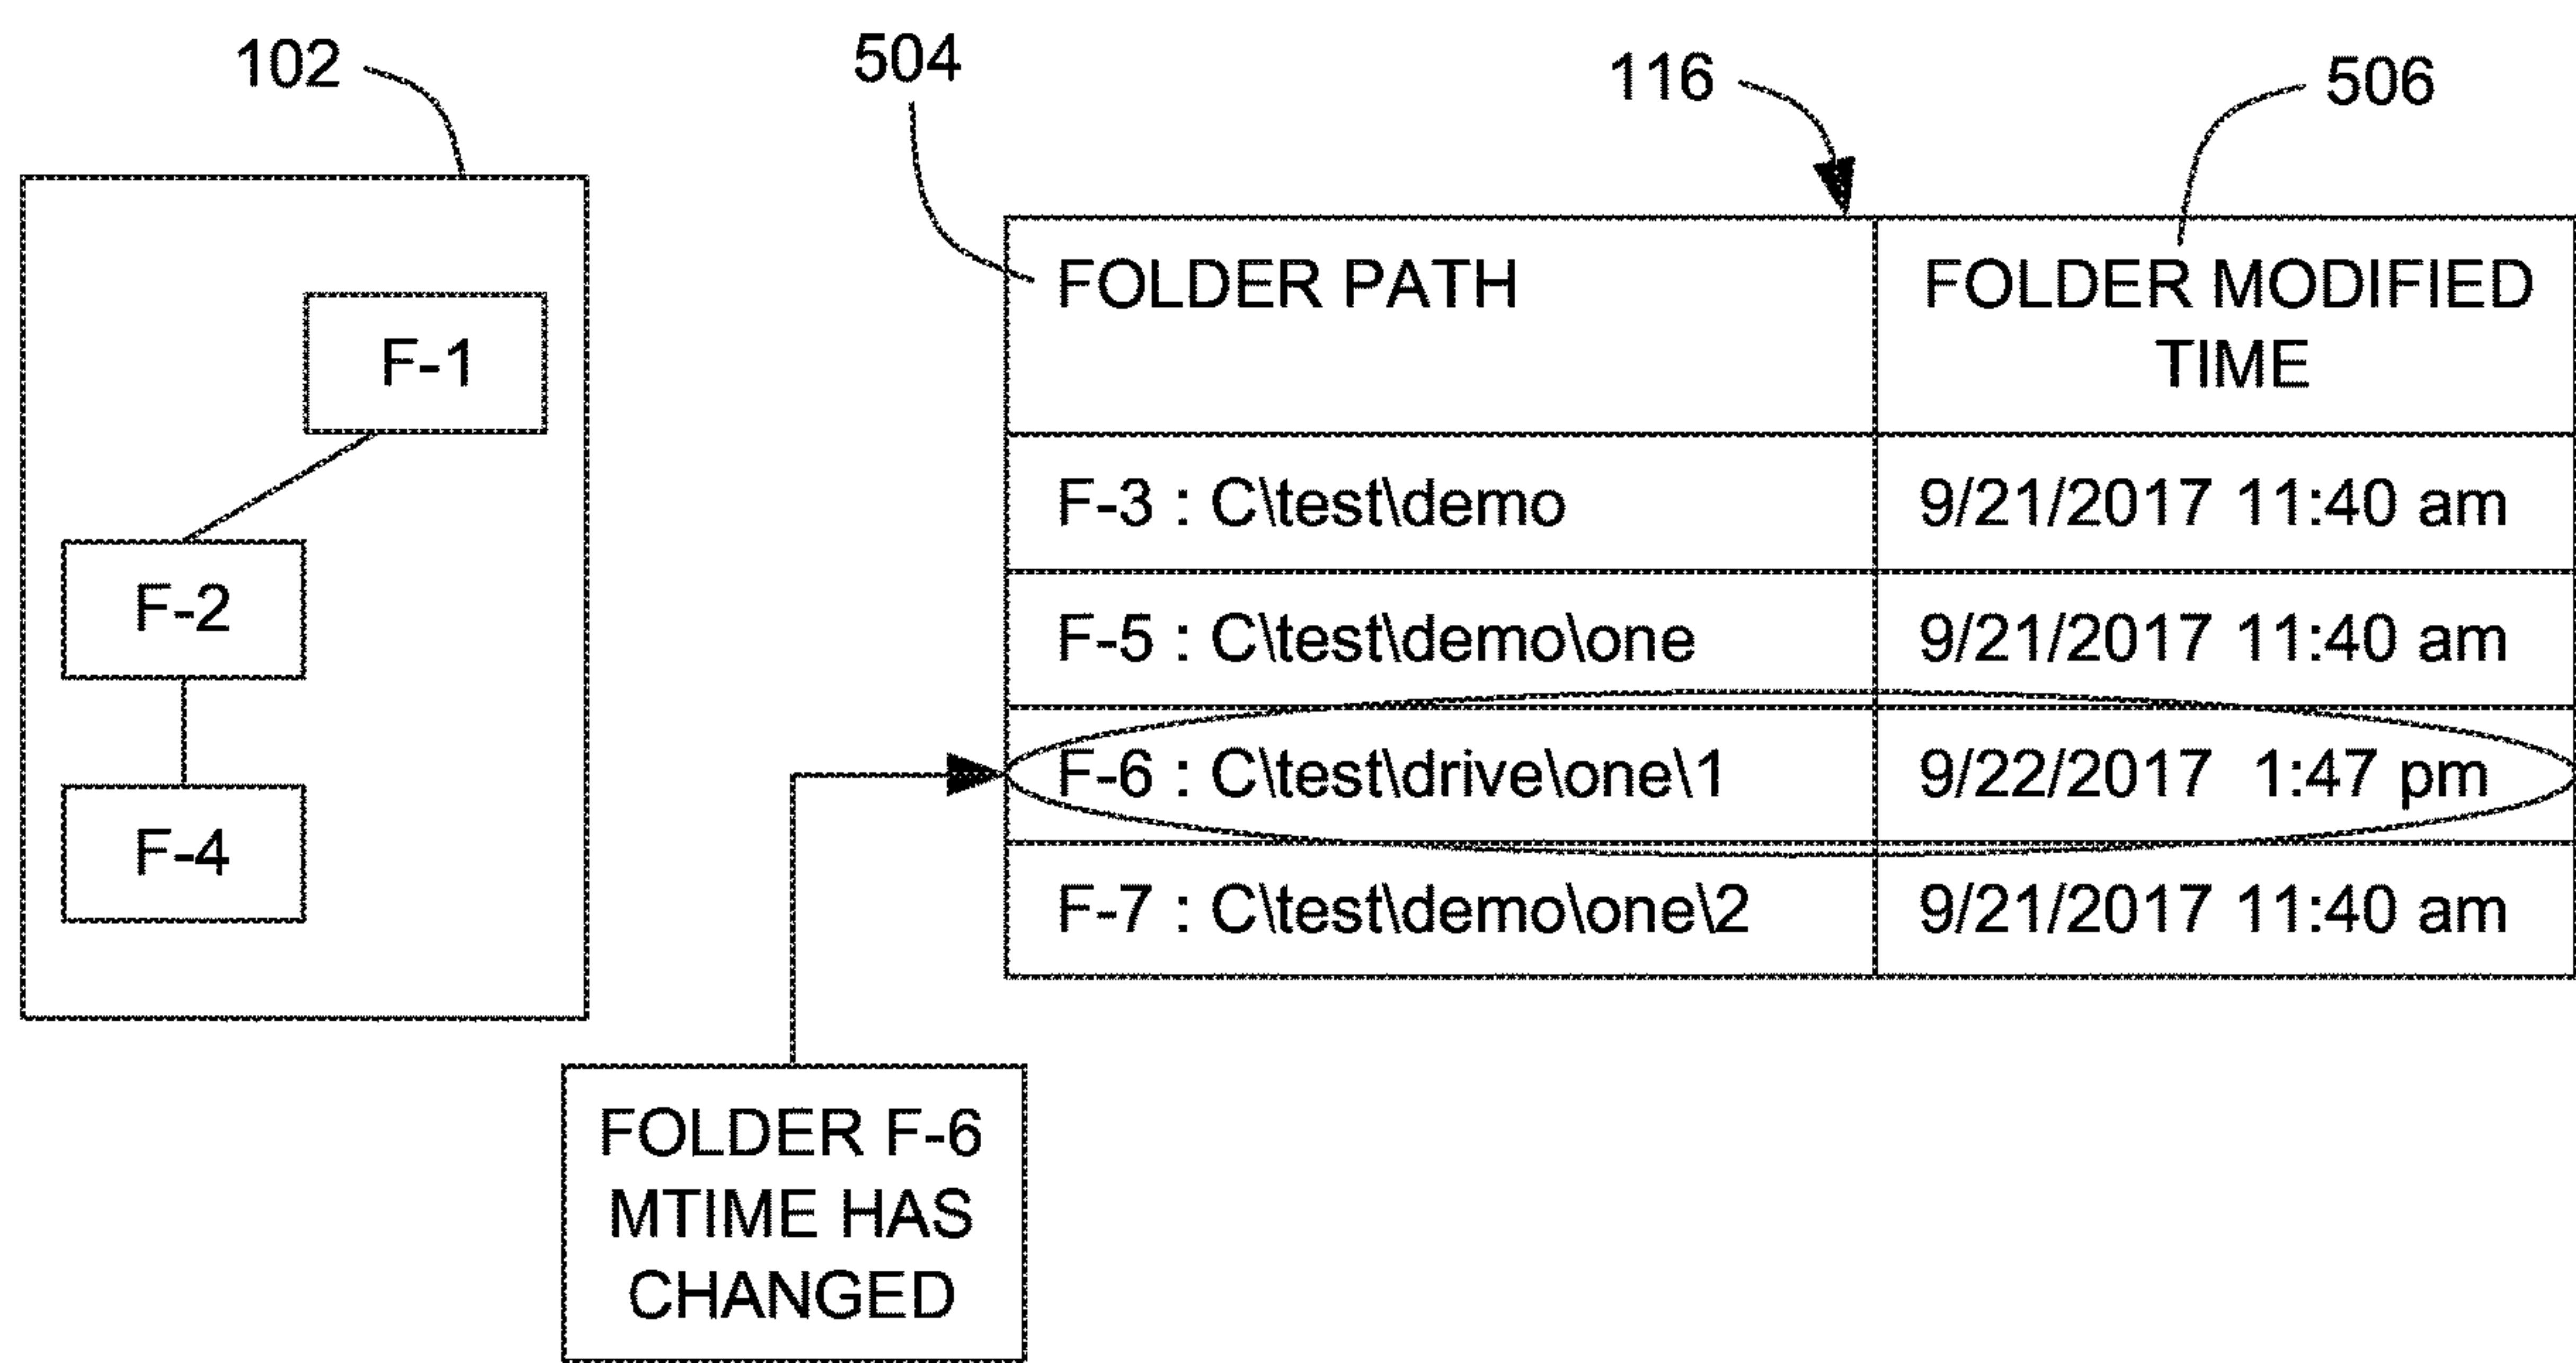 102
504
116
506
F-1
F-2
F-4
FOLDER PATH
FOLDER MODIFIED
TIME
F-3 : C\test\demo
9/21/2017 11:40 am
F-5 : C\test\demo\one
9/21/2017 11:40 am
F-6 : C\test\drive\one\1
9/22/2017 1:47 pm
F-7 : C\test\demo\one\2
9/21/2017 11:40 am
FOLDER F-6
MTIME HAS
CHANGED